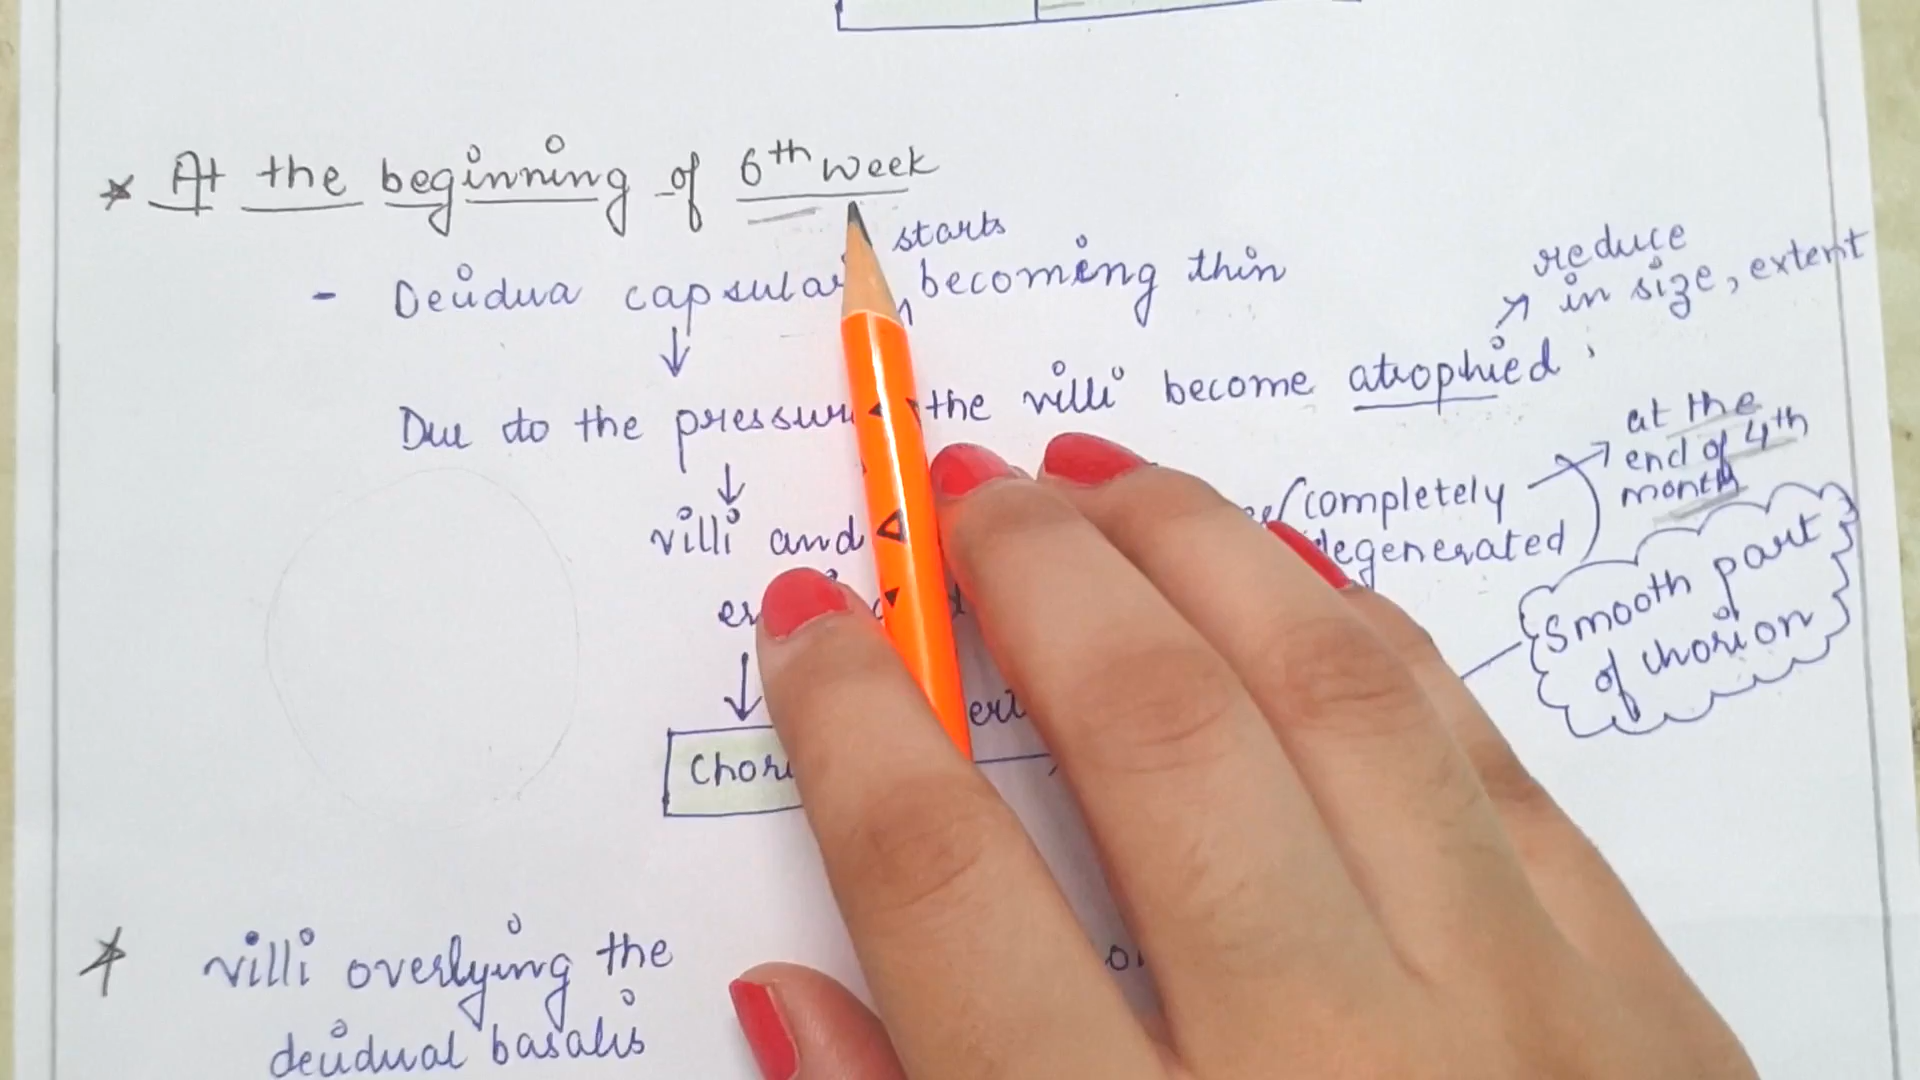 * At the beginning of 6th week
starts
- Decidua capsular becoming thin
reduce
in size, extent
Due to the pressure the villi become atrophied
at the
end of 4th
month
villi and
completely
degenerated
Smooth part
of chorion
* villi overlying the
decidual basalis